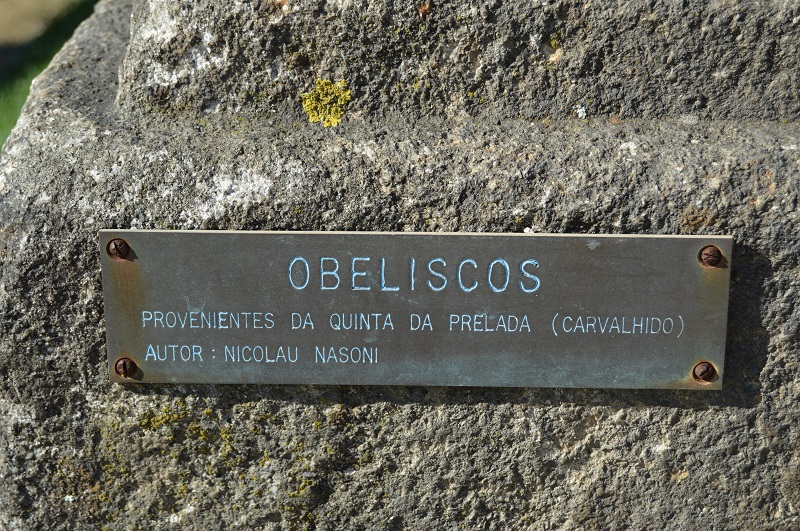 OBELISCOS
PROVENIENTES DA QUINTA DA PRELADA (CARVALHIDO)
AUTOR : NICOLAU NASONI